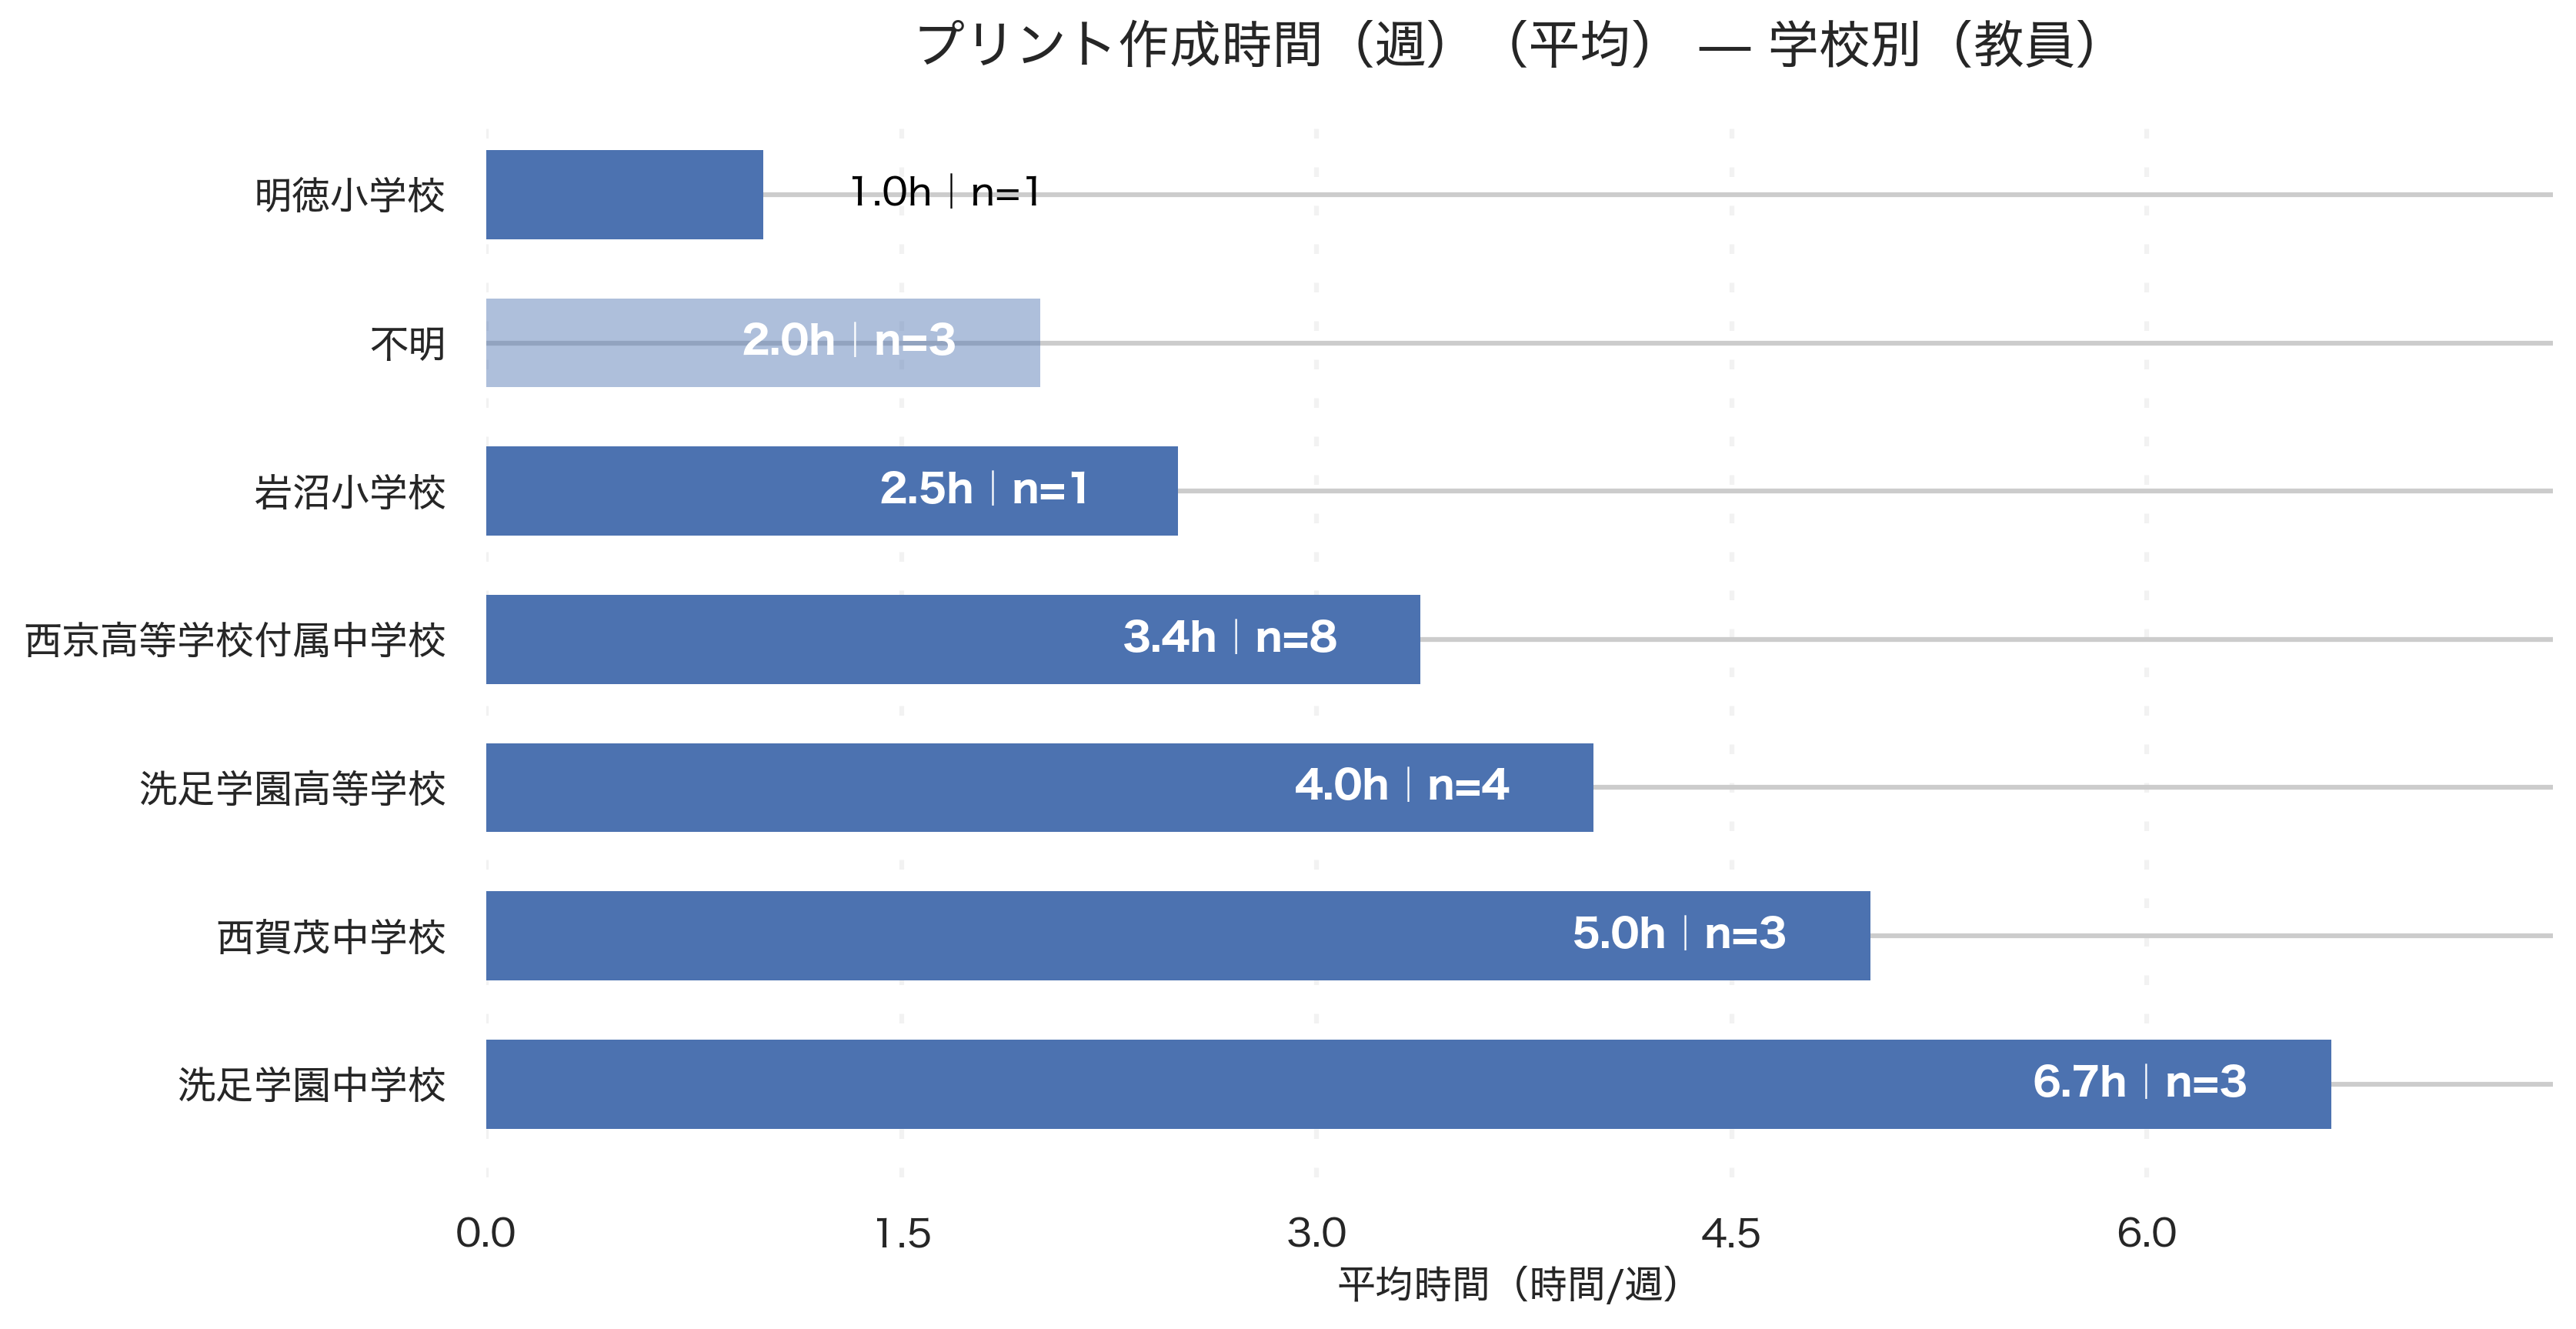 プリント作成時間（週）（平均） — 学校別（教員）
明徳小学校 1.0h｜n=1
不明 2.0h｜n=3
岩沼小学校 2.5h｜n=1
西京高等学校付属中学校 3.4h｜n=8
洗足学園高等学校 4.0h｜n=4
西賀茂中学校 5.0h｜n=3
洗足学園中学校 6.7h｜n=3
0.0 1.5 3.0 4.5 6.0
平均時間（時間/週）